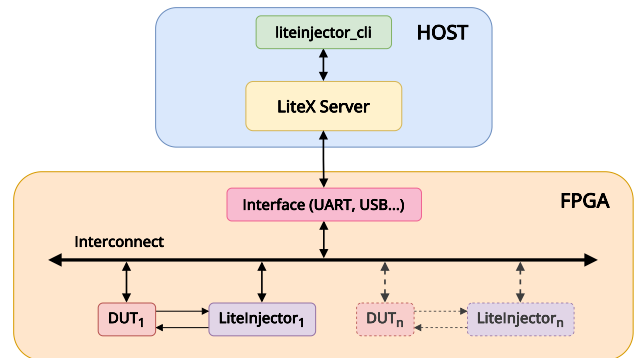 liteinjector_cli
HOST
LiteX Server
Interface (UART, USB...)
FPGA
Interconnect
DUT₁
LiteInjector₁
DUTₙ
LiteInjectorₙ